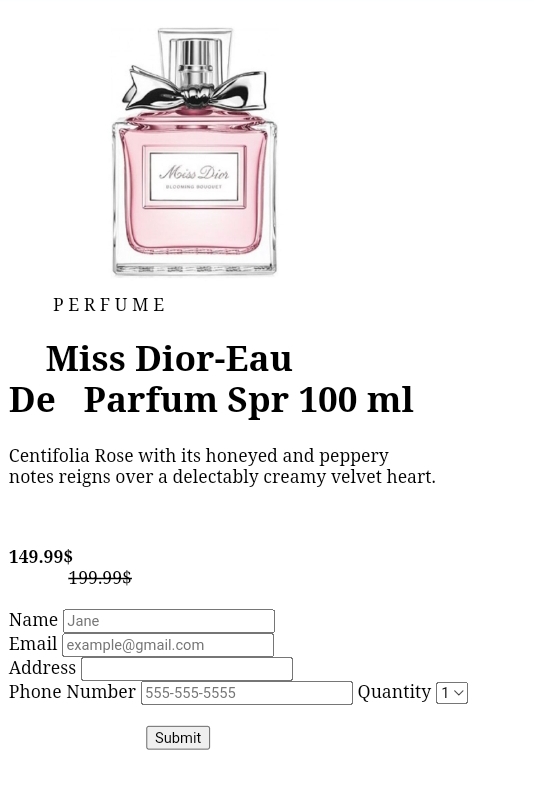 Miss Dior
BLOOMING BOUQUET
PERFUME
Miss Dior-Eau
De Parfum Spr 100 ml
Centifolia Rose with its honeyed and peppery
notes reigns over a delectably creamy velvet heart.
149.99$
199.99$
Name Jane
Email example@gmail.com
Address
Phone Number 555-555-5555 Quantity 1
Submit